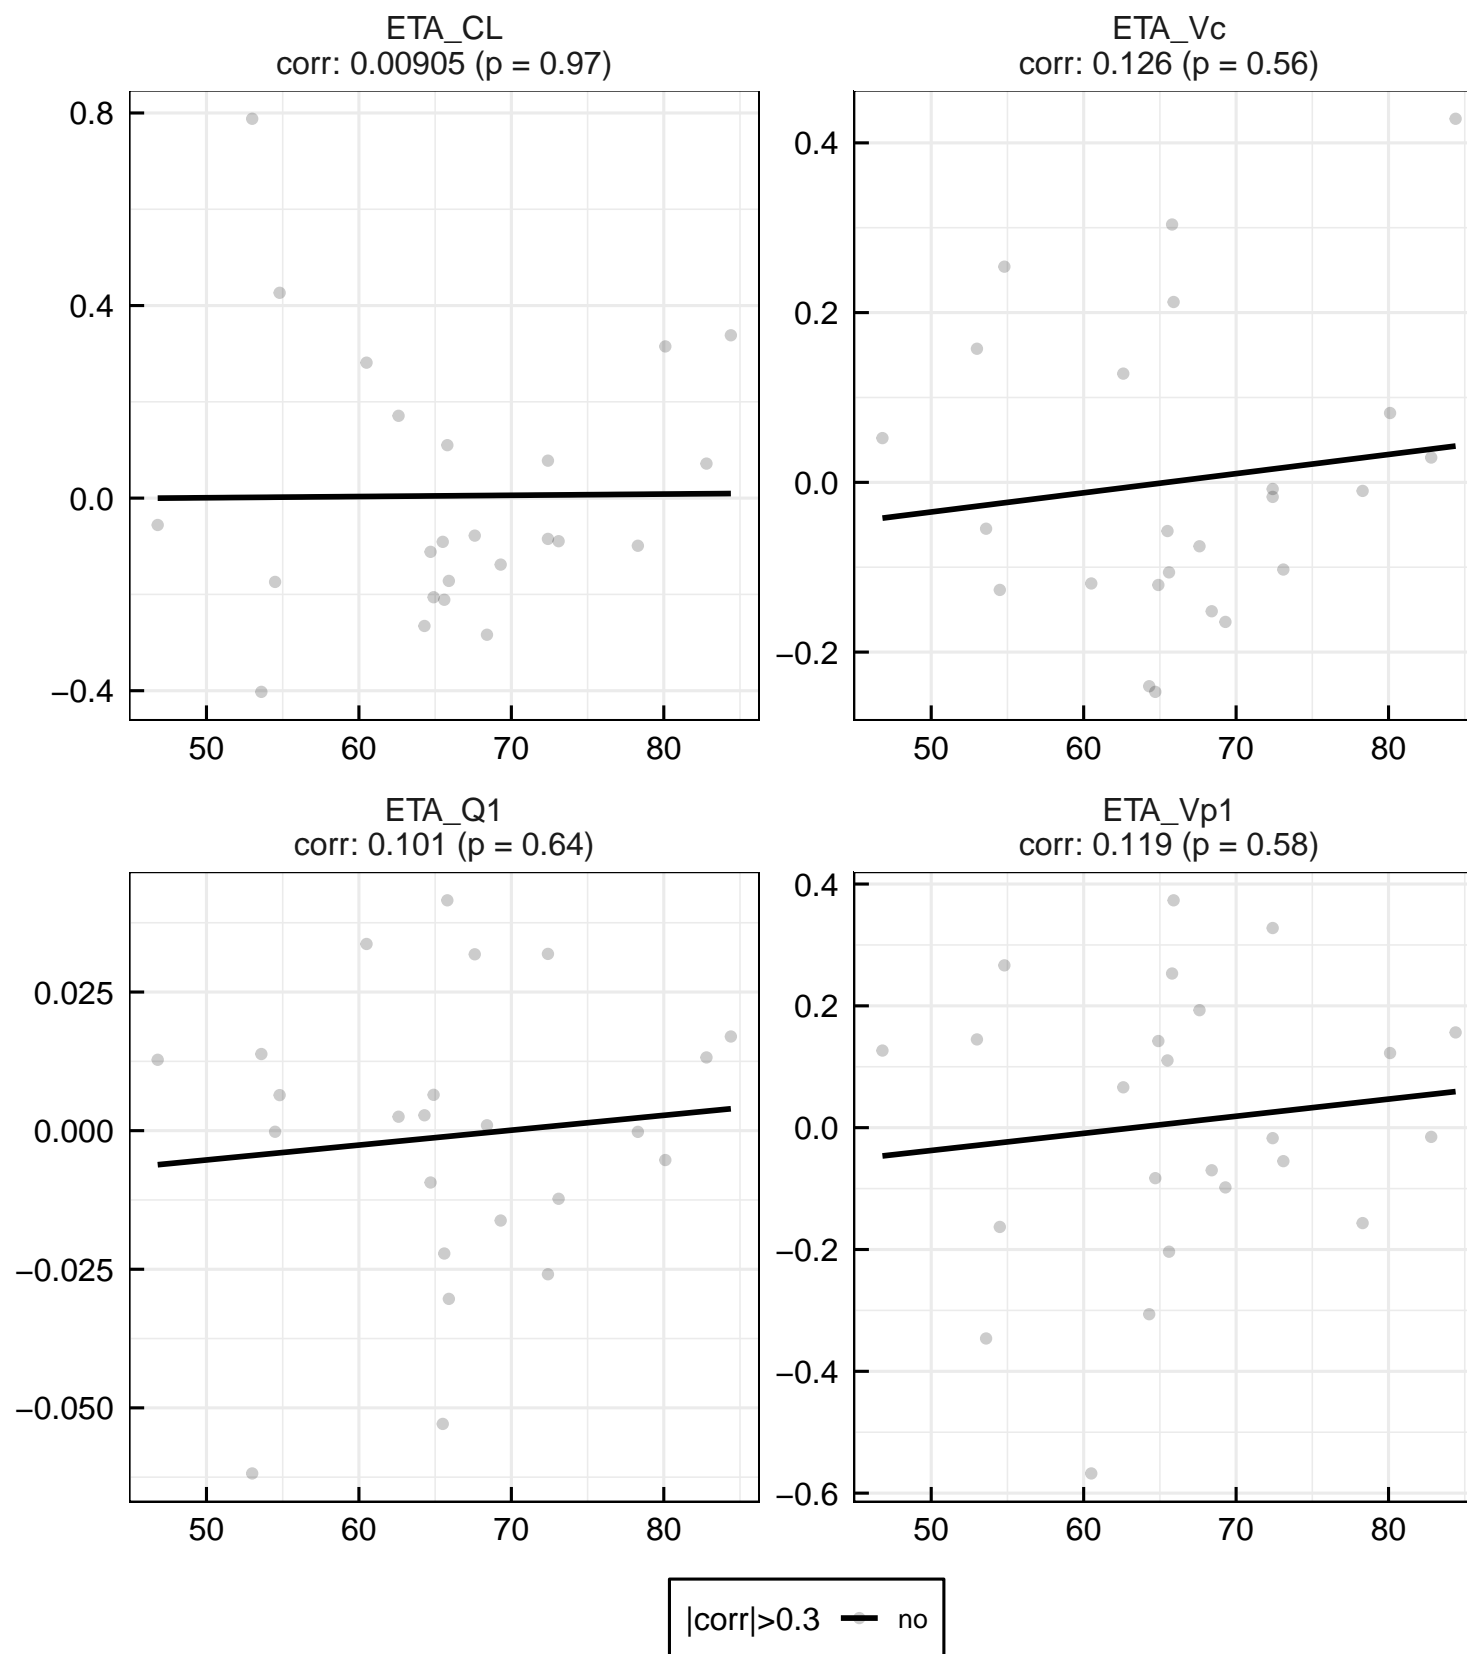 ETA_CL
corr: 0.00905 (p = 0.97)
0.8
0.4
0.0
−0.4
50 60 70 80
ETA_Vc
corr: 0.126 (p = 0.56)
0.4
0.2
0.0
−0.2
50 60 70 80
ETA_Q1
corr: 0.101 (p = 0.64)
0.025
0.000
−0.025
−0.050
50 60 70 80
ETA_Vp1
corr: 0.119 (p = 0.58)
0.4
0.2
0.0
−0.2
−0.4
−0.6
50 60 70 80
|corr|>0.3 no